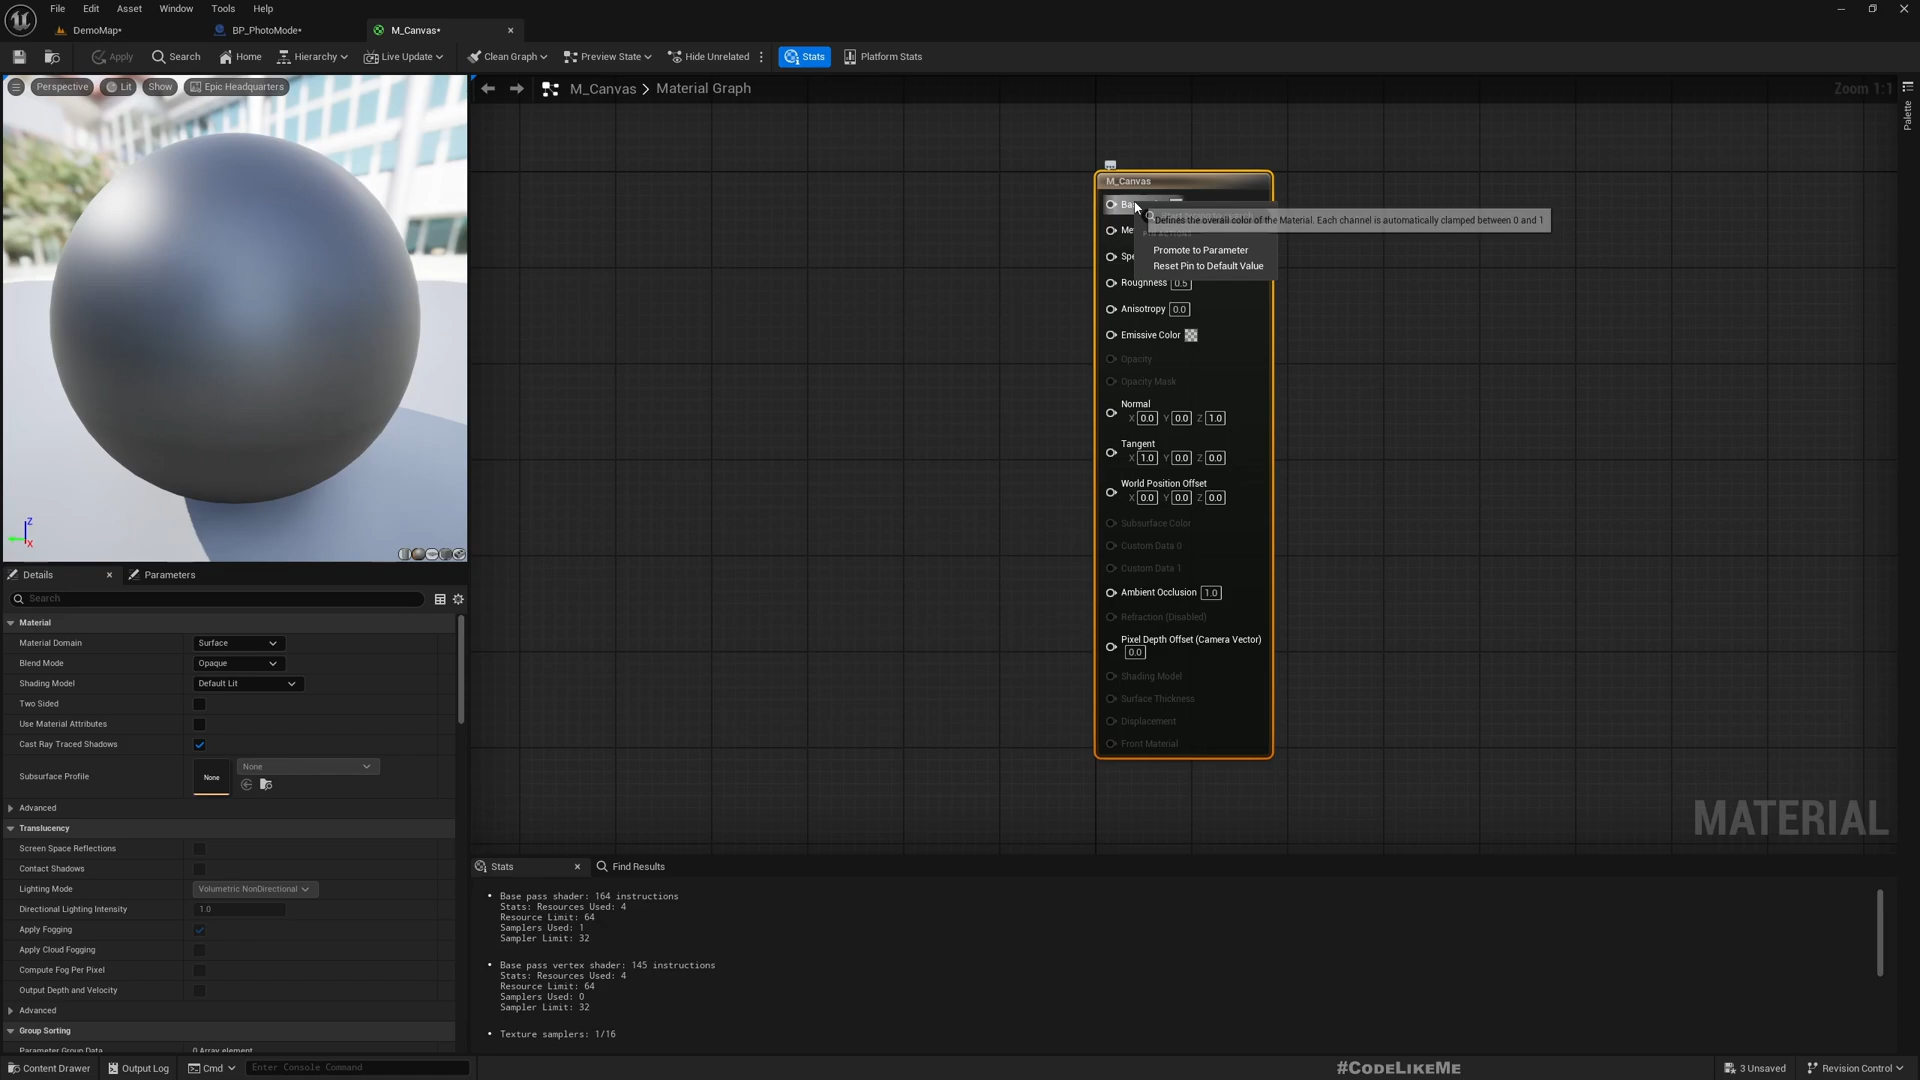 File Edit Asset Window Tools Help
DemoMap*
BP_PhotoMode*
M_Canvas*
Apply
Search
Home
Hierarchy
Live Update
Clean Graph
Preview State
Hide Unrelated
Stats
Platform Stats
Perspective
Lit
Show
Epic Headquarters
M_Canvas > Material Graph
Zoom 1:1
Palette
Z
X
M_Canvas
Defines the overall color of the Material. Each channel is automatically clamped between 0 and 1
Promote to Parameter
Reset Pin to Default Value
Roughness 0.5
Anisotropy 0.0
Emissive Color
Opacity
Opacity Mask
Normal
X 0.0 Y 0.0 Z 1.0
Tangent
X 1.0 Y 0.0 Z 0.0
World Position Offset
X 0.0 Y 0.0 Z 0.0
Subsurface Color
Custom Data 0
Custom Data 1
Ambient Occlusion 1.0
Refraction (Disabled)
Pixel Depth Offset (Camera Vector)
0.0
Shading Model
Surface Thickness
Displacement
Front Material
MATERIAL
Details
Parameters
Search
Material
Material Domain Surface
Blend Mode Opaque
Shading Model Default Lit
Two Sided
Use Material Attributes
Cast Ray Traced Shadows
Subsurface Profile None None
Advanced
Translucency
Screen Space Reflections
Contact Shadows
Lighting Mode Volumetric NonDirectional
Directional Lighting Intensity 1.0
Apply Fogging
Apply Cloud Fogging
Compute Fog Per Pixel
Output Depth and Velocity
Advanced
Group Sorting
Parameter Group Data 0 Array element
Stats
Find Results
Base pass shader: 164 instructions
Stats: Resources Used: 4
Resource Limit: 64
Samplers Used: 1
Sampler Limit: 32
Base pass vertex shader: 145 instructions
Stats: Resources Used: 4
Resource Limit: 64
Samplers Used: 0
Sampler Limit: 32
Texture samplers: 1/16
Content Drawer
Output Log
Cmd
Enter Console Command
#CodeLikeMe
3 Unsaved
Revision Control